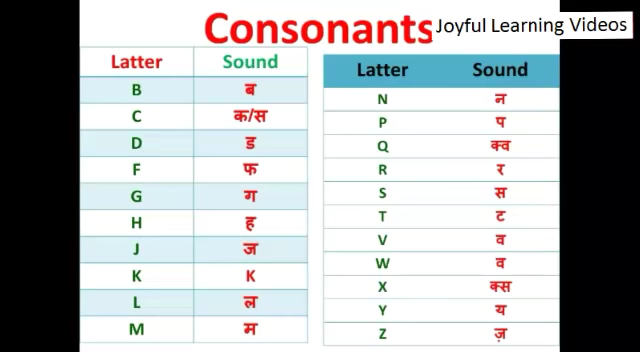 Consonants
Joyful Learning Videos
Latter Sound
B ब
C क/स
D ड
F फ
G ग
H ह
J ज
K K
L ल
M म
Latter Sound
N न
P प
Q क्व
R र
S स
T ट
V व
W व
X क्स
Y य
Z ज़